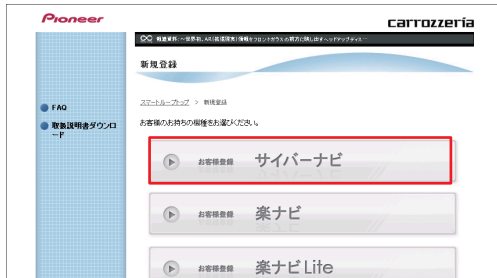 Pioneer
carrozzeria
新規登録
FAQ
取扱説明書ダウンロ
ード
スマートループトップ > 新規登録
お客様のお持ちの機種をお選びください。
お客様登録 サイバーナビ
お客様登録 楽ナビ
お客様登録 楽ナビ Lite